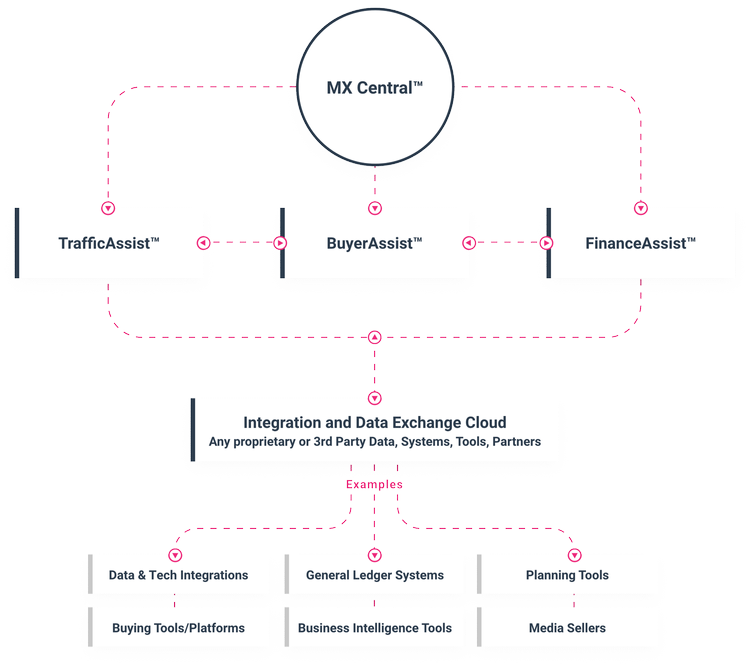 MX Central™
TrafficAssist™
BuyerAssist™
FinanceAssist™
Integration and Data Exchange Cloud
Any proprietary or 3rd Party Data, Systems, Tools, Partners
Examples
Data & Tech Integrations
General Ledger Systems
Planning Tools
Buying Tools/Platforms
Business Intelligence Tools
Media Sellers